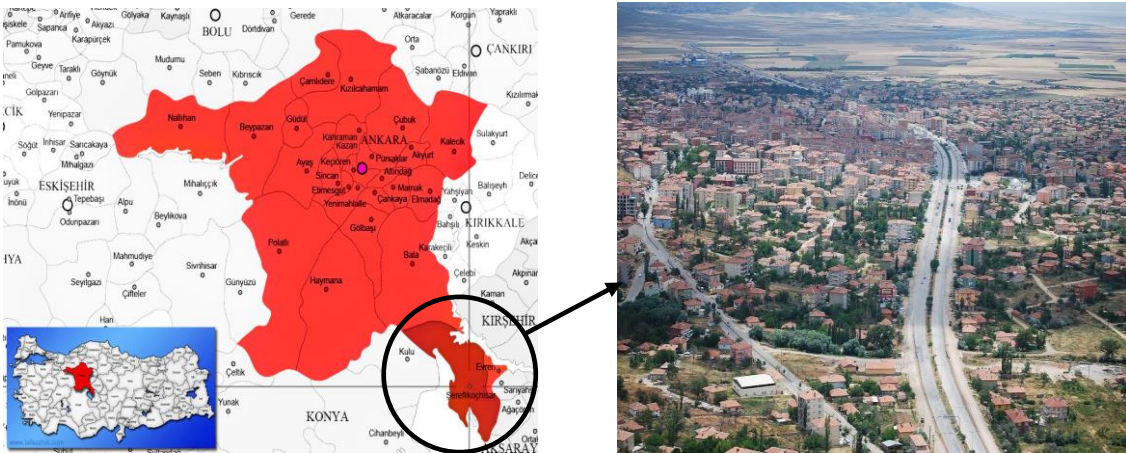 Arifiye
Sapanca
Akyazı
Karapürçek
Pamukova
Geyve
Taraklı
Göynük
Gölpazarı
Yenipazar
Söğüt
İnhisar
Sarıcakaya
Mihalgazi
ESKİŞEHİR
Tepebaşı
Odunpazarı
İnönü
Alpu
Beylikova
Mihalıççık
Mahmudiye
Seyitgazi
Çifteler
Sivrihisar
Günyüzü
Han
Gölyaka
Kaynaşlı
BOLU
Dörtdivan
Gerede
Mudurnu
Seben
Kıbrıscık
Atkaracalar
Korgun
Yapraklı
Orta
ÇANKIRI
Şabanözü
Eldivan
Kızılırmak
Çamlıdere
Kızılcahamam
Nallıhan
Beypazarı
Güdül
Çubuk
Kalecik
Sulakyurt
Kahraman
Kazan
ANKARA
Akyurt
Ayaş
Keçiören
Pursaklar
Sincan
Altındağ
Etimesgut
Mamak
Çankaya
Elmadağ
Yenimahalle
Gölbaşı
Yahşiyan
Balışeyh
Delice
Bahşılı
KIRIKKALE
Karakeçili
Keskin
Polatlı
Haymana
Bala
Çelebi
Akpınar
Kaman
KIRŞEHİR
Kulu
Evren
Şereflikoçhisar
Sarıyahşi
Ağaçören
Çeltik
Yunak
KONYA
Cihanbeyli
AKSARAY